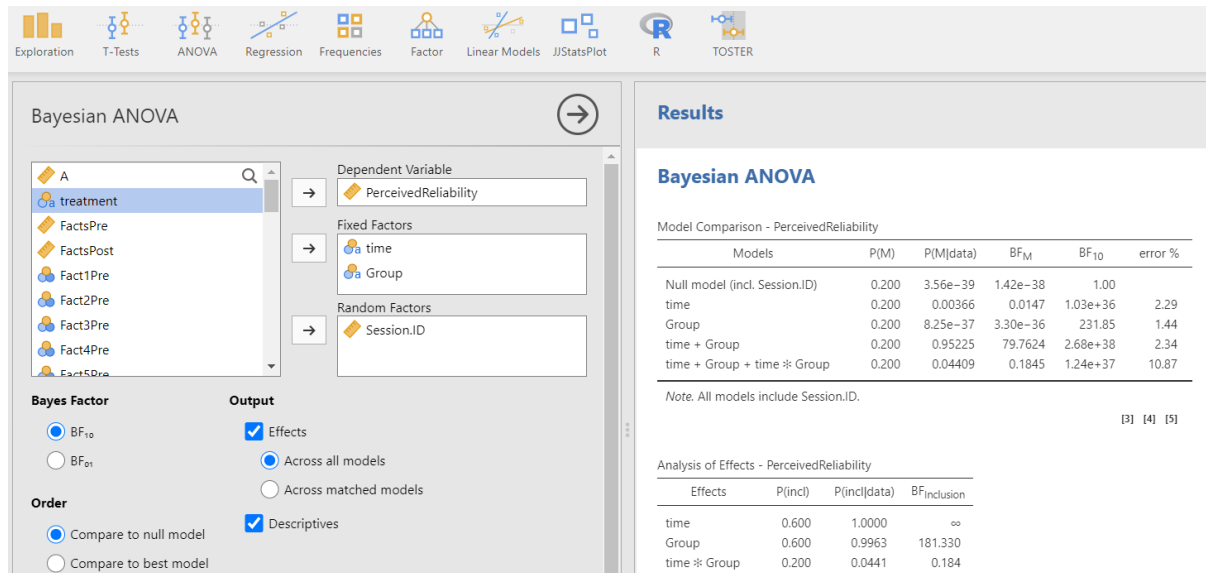 Exploration T-Tests ANOVA Regression Frequencies Factor Linear Models JJStatsPlot R TOSTER
Bayesian ANOVA
A
treatment
FactsPre
FactsPost
Fact1Pre
Fact2Pre
Fact3Pre
Fact4Pre
Fact5Pre
Dependent Variable
PerceivedReliability
Fixed Factors
time
Group
Random Factors
Session.ID
Bayes Factor
BF₁₀
BF₀₁
Order
Compare to null model
Compare to best model
Output
Effects
Across all models
Across matched models
Descriptives
Results
Bayesian ANOVA
Model Comparison - PerceivedReliability
Models P(M) P(M|data) BF_M BF₁₀ error %
Null model (incl. Session.ID) 0.200 3.56e−39 1.42e−38 1.00
time 0.200 0.00366 0.0147 1.03e+36 2.29
Group 0.200 8.25e−37 3.30e−36 231.85 1.44
time + Group 0.200 0.95225 79.7624 2.68e+38 2.34
time + Group + time ✻ Group 0.200 0.04409 0.1845 1.24e+37 10.87
Note. All models include Session.ID.
[3] [4] [5]
Analysis of Effects - PerceivedReliability
Effects P(incl) P(incl|data) BF_Inclusion
time 0.600 1.0000 ∞
Group 0.600 0.9963 181.330
time ✻ Group 0.200 0.0441 0.184